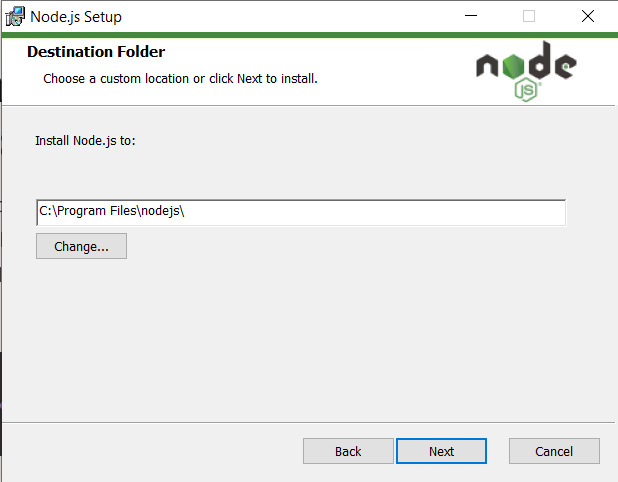 Node.js Setup
Destination Folder
Choose a custom location or click Next to install.
node
JS
Install Node.js to:
C:\Program Files\nodejs\
Change...
Back
Next
Cancel